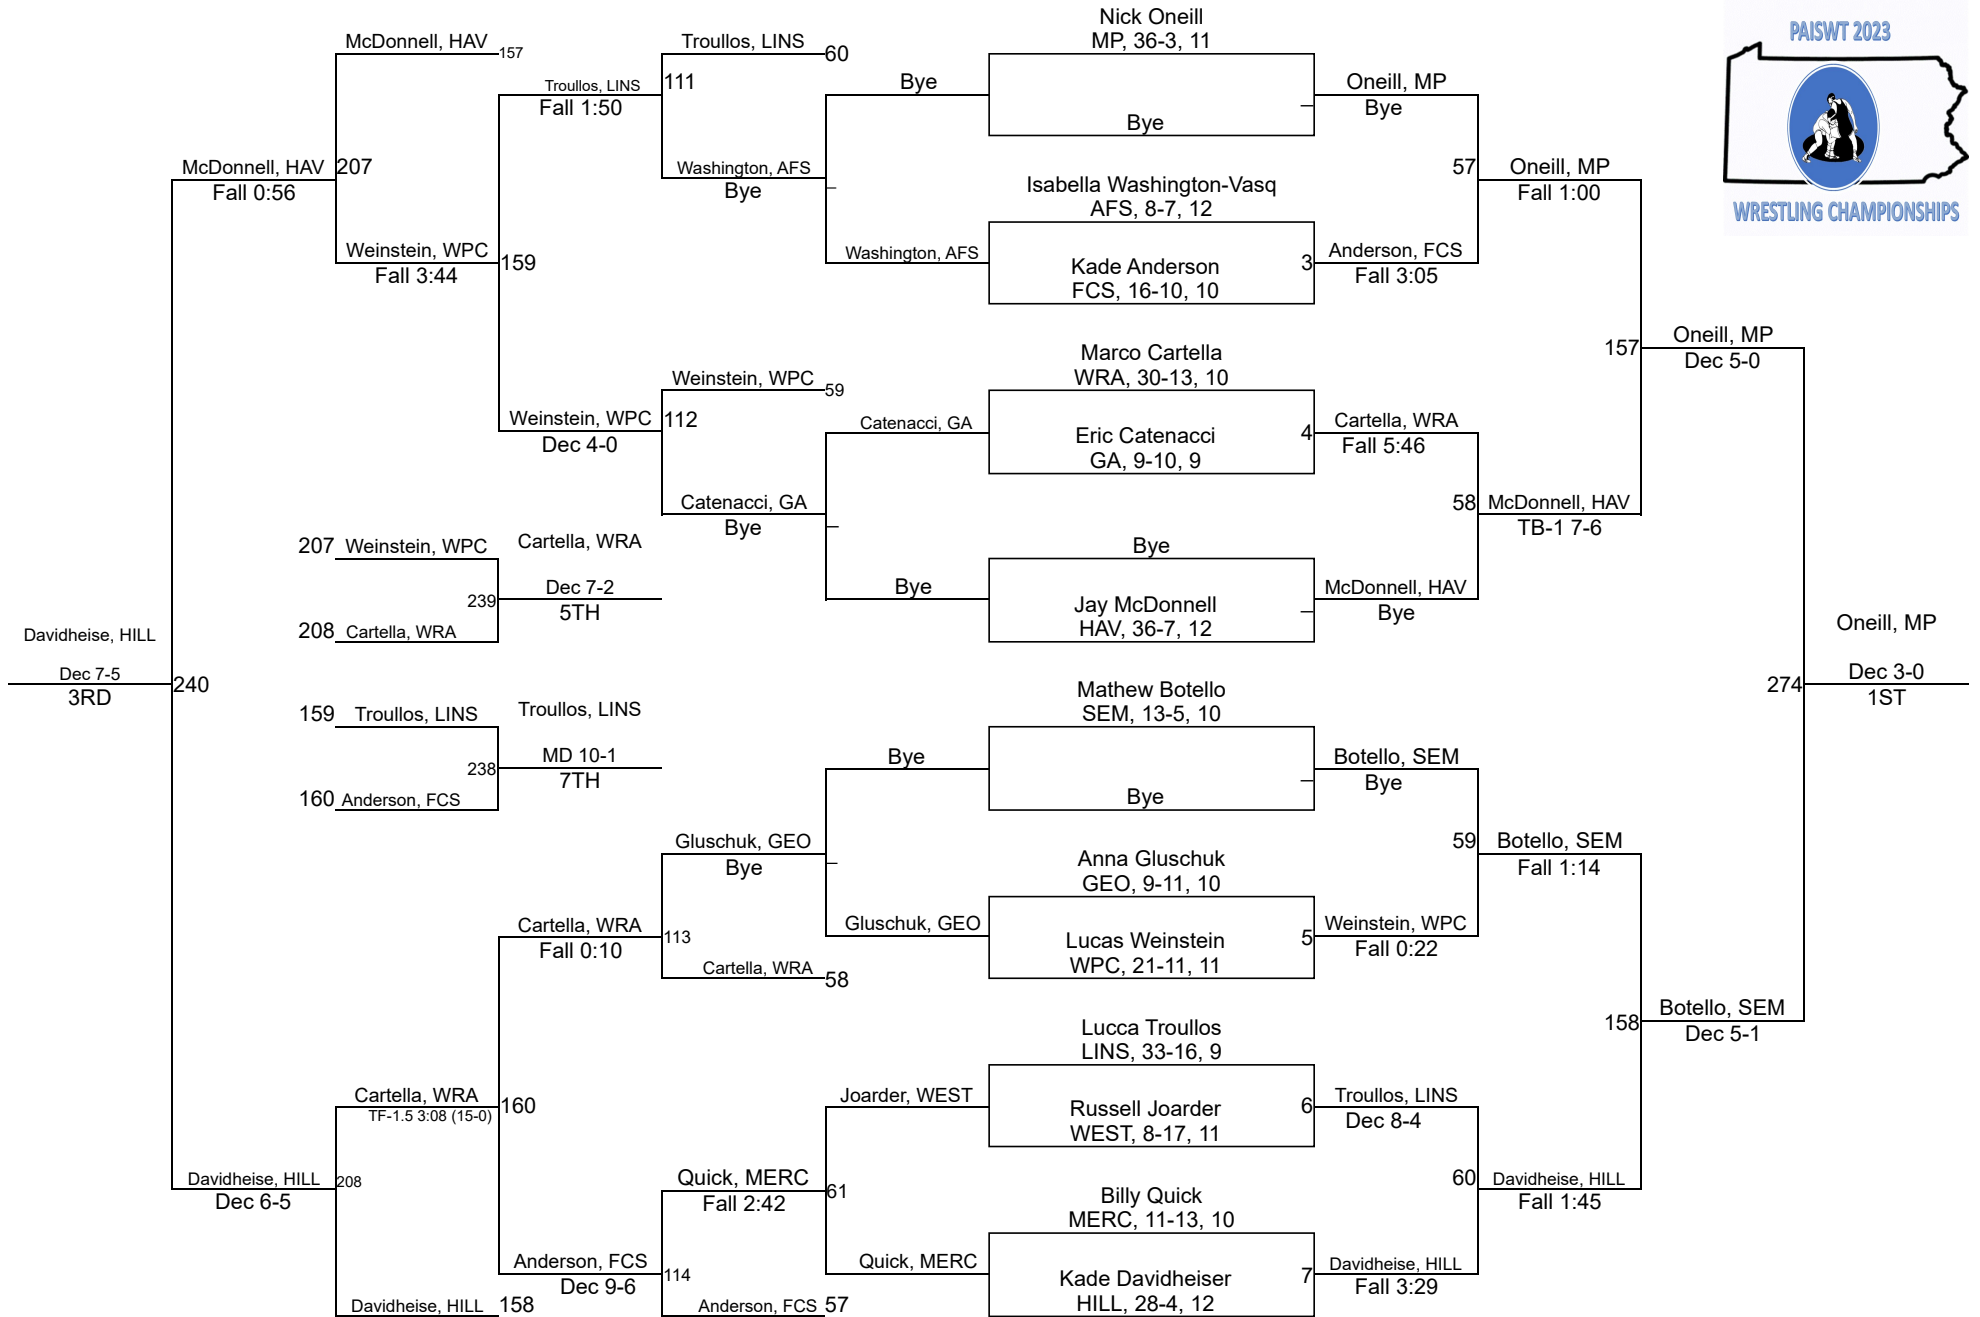 PAISWT 2023
WRESTLING CHAMPIONSHIPS
Nick Oneill
MP, 36-3, 11
Bye
Isabella Washington-Vasq
AFS, 8-7, 12
Kade Anderson
FCS, 16-10, 10
3
Marco Cartella
WRA, 30-13, 10
Eric Catenacci
GA, 9-10, 9
4
Bye
Jay McDonnell
HAV, 36-7, 12
Mathew Botello
SEM, 13-5, 10
Bye
Anna Gluschuk
GEO, 9-11, 10
Lucas Weinstein
WPC, 21-11, 11
5
Lucca Troullos
LINS, 33-16, 9
Russell Joarder
WEST, 8-17, 11
6
Billy Quick
MERC, 11-13, 10
Kade Davidheiser
HILL, 28-4, 12
7
Oneill, MP
Bye
57
Anderson, FCS
Fall 3:05
Cartella, WRA
Fall 5:46
58
McDonnell, HAV
Bye
Botello, SEM
Bye
59
Weinstein, WPC
Fall 0:22
Troullos, LINS
Dec 8-4
60
Davidheise, HILL
Fall 3:29
Oneill, MP
Fall 1:00
157
McDonnell, HAV
TB-1 7-6
Botello, SEM
Fall 1:14
158
Davidheise, HILL
Fall 1:45
Oneill, MP
Dec 5-0
274
Botello, SEM
Dec 5-1
Oneill, MP
Dec 3-0
1ST
Bye
Washington, AFS
Catenacci, GA
Bye
Bye
Gluschuk, GEO
Joarder, WEST
61
Quick, MERC
Troullos, LINS
60
111
Washington, AFS
Bye
Weinstein, WPC
59
112
Catenacci, GA
Bye
Gluschuk, GEO
Bye
113
Cartella, WRA
58
Quick, MERC
Fall 2:42
114
Anderson, FCS
57
Troullos, LINS
Fall 1:50
159
Weinstein, WPC
Dec 4-0
Cartella, WRA
Fall 0:10
160
Anderson, FCS
Dec 9-6
McDonnell, HAV
157
207
Weinstein, WPC
Fall 3:44
Cartella, WRA
TF-1.5 3:08 (15-0)
208
Davidheise, HILL
158
McDonnell, HAV
Fall 0:56
240
Davidheise, HILL
Dec 6-5
Davidheise, HILL
Dec 7-5
3RD
207
Weinstein, WPC
Cartella, WRA
239
Dec 7-2
5TH
208
Cartella, WRA
159
Troullos, LINS
Troullos, LINS
238
MD 10-1
7TH
160
Anderson, FCS